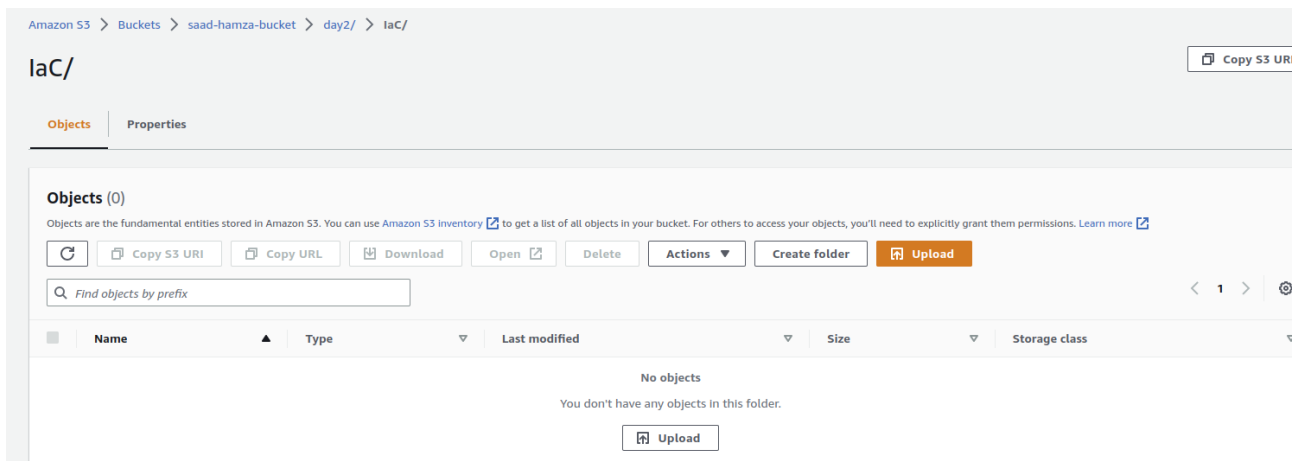 Amazon S3 > Buckets > saad-hamza-bucket > day2/ > IaC/
IaC/
Copy S3 URI
Objects Properties
Objects (0)
Objects are the fundamental entities stored in Amazon S3. You can use Amazon S3 inventory to get a list of all objects in your bucket. For others to access your objects, you'll need to explicitly grant them permissions. Learn more
Copy S3 URI Copy URL Download Open Delete Actions Create folder Upload
Find objects by prefix
< 1 >
Name Type Last modified Size Storage class
No objects
You don't have any objects in this folder.
Upload